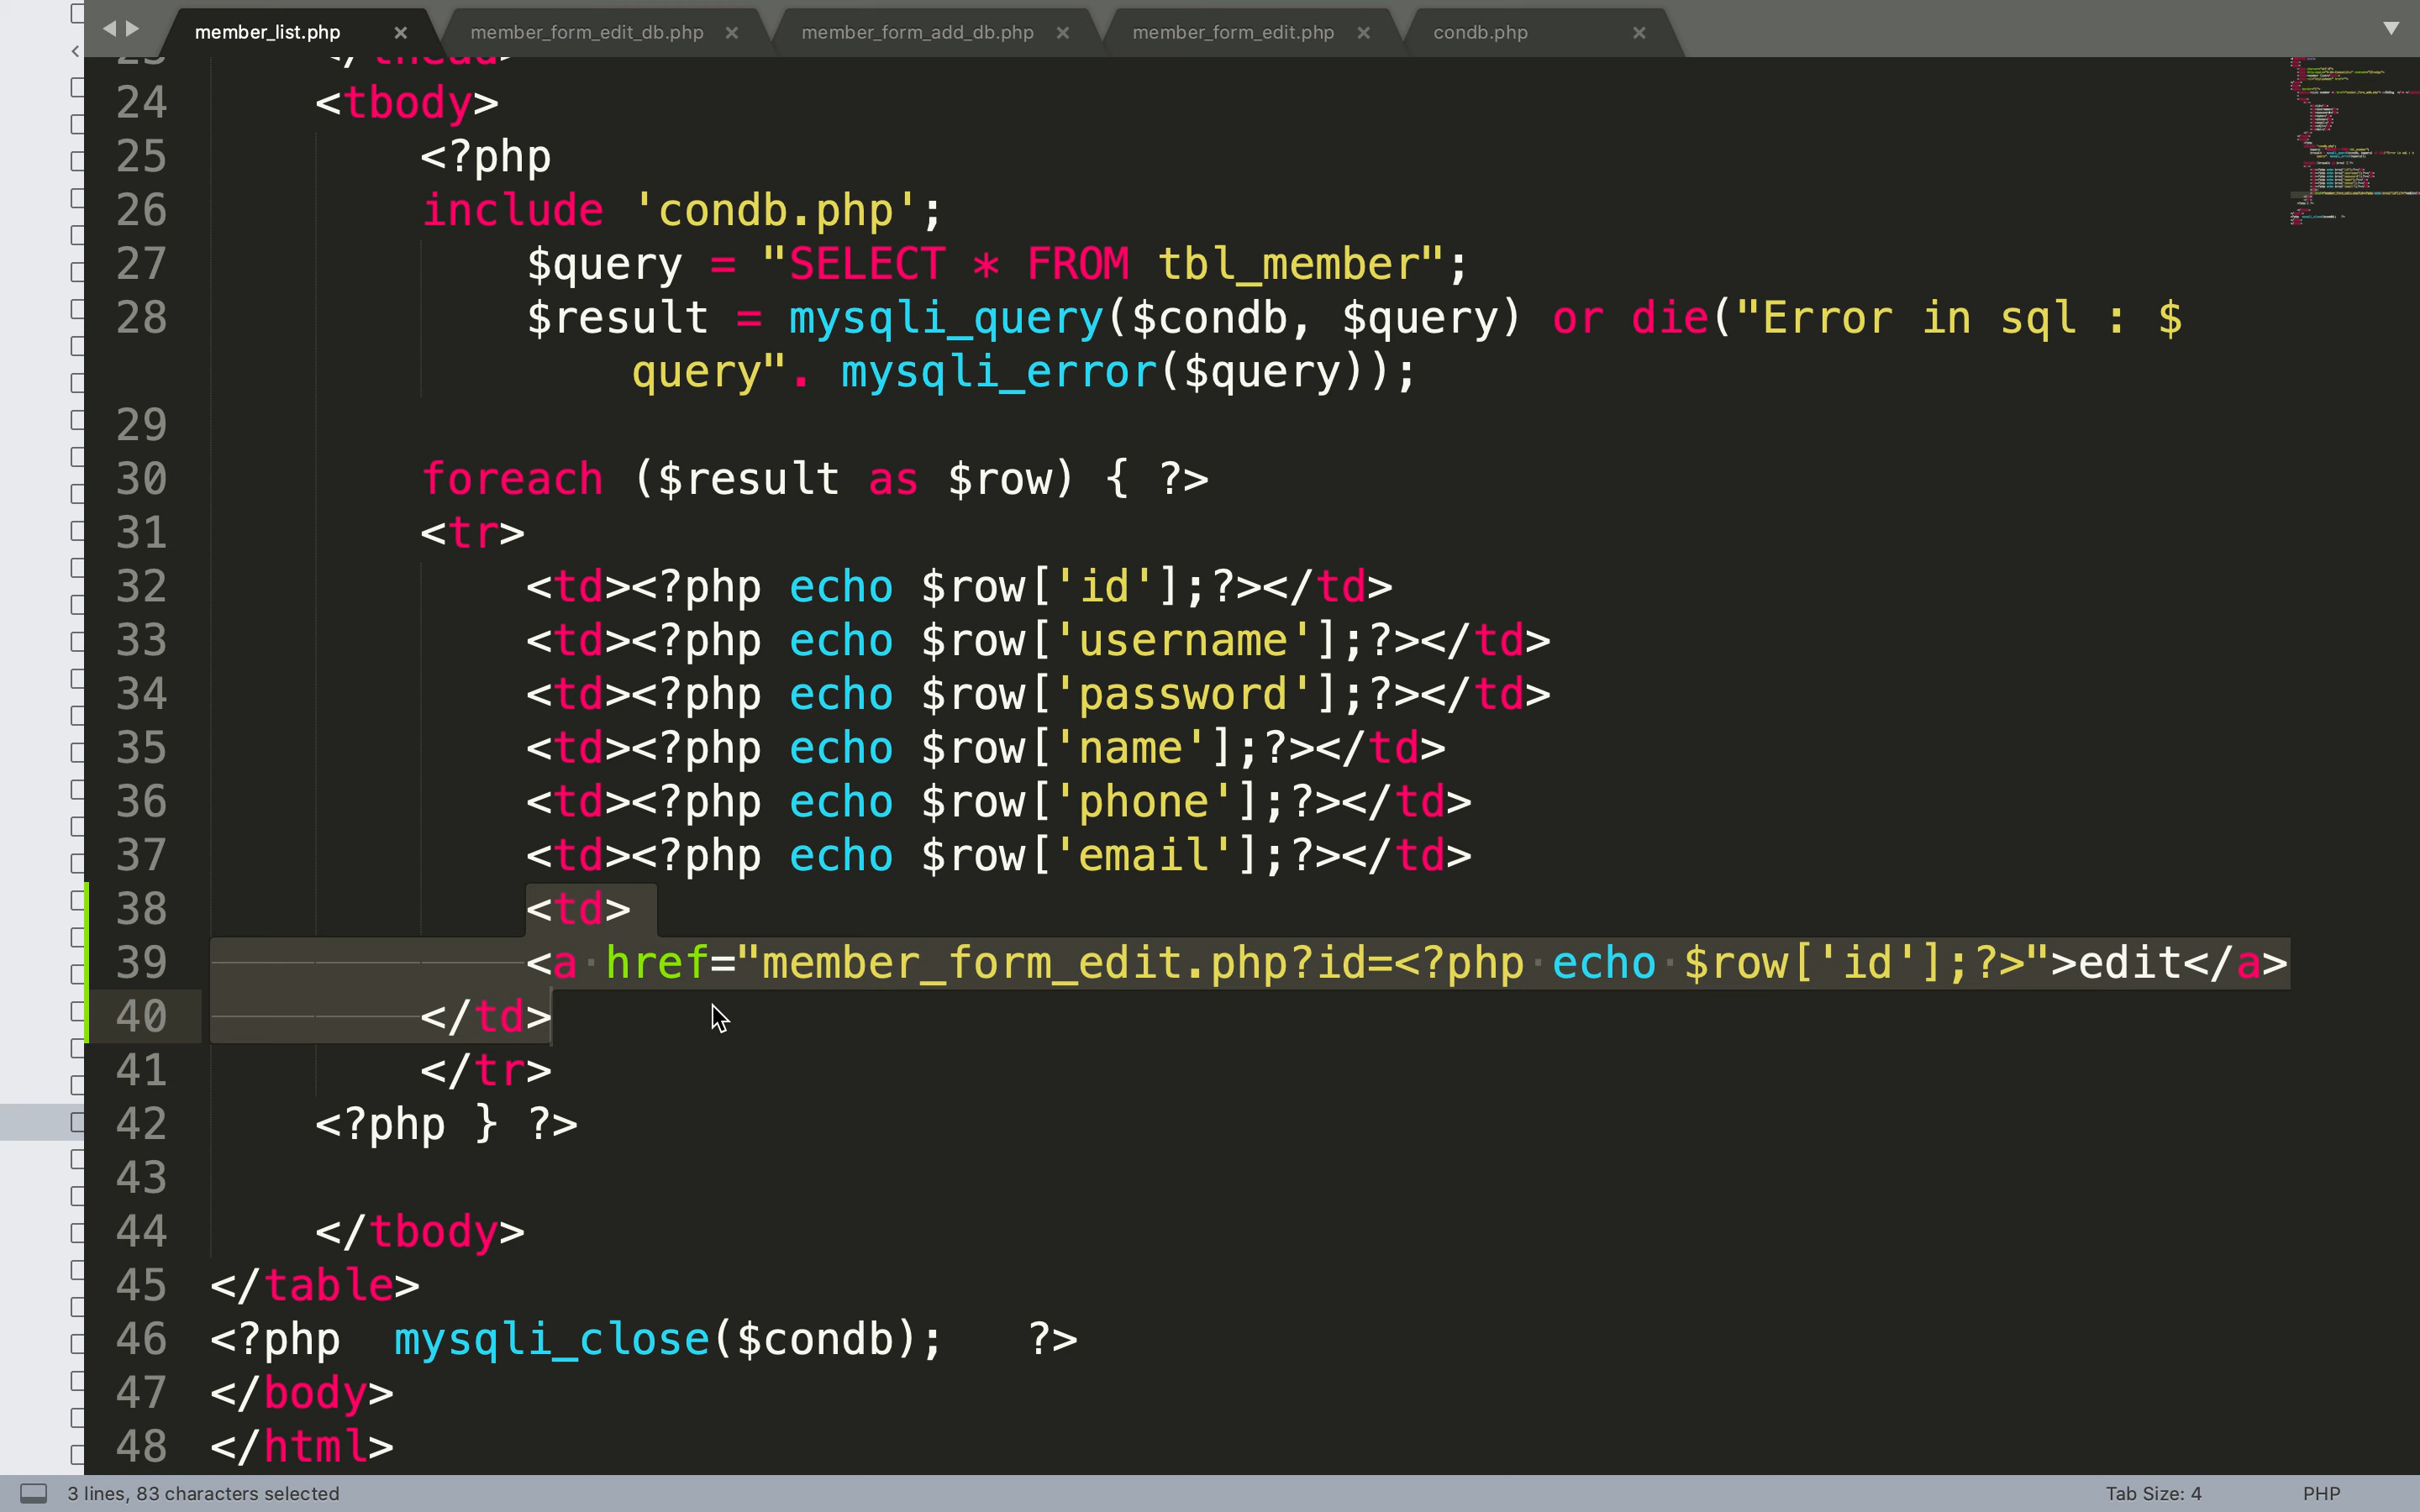 member_list.php × member_form_edit_db.php × member_form_add_db.php × member_form_edit.php × condb.php ×
23 </thead>
24 <tbody>
25 <?php
26 include 'condb.php';
27 $query = "SELECT * FROM tbl_member";
28 $result = mysqli_query($condb, $query) or die("Error in sql : $
query". mysqli_error($query));
29
30 foreach ($result as $row) { ?>
31 <tr>
32 <td><?php echo $row['id'];?></td>
33 <td><?php echo $row['username'];?></td>
34 <td><?php echo $row['password'];?></td>
35 <td><?php echo $row['name'];?></td>
36 <td><?php echo $row['phone'];?></td>
37 <td><?php echo $row['email'];?></td>
38 <td>
39 <a href="member_form_edit.php?id=<?php echo $row['id'];?>">edit</a>
40 </td>
41 </tr>
42 <?php } ?>
43
44 </tbody>
45 </table>
46 <?php mysqli_close($condb); ?>
47 </body>
48 </html>
3 lines, 83 characters selected Tab Size: 4 PHP